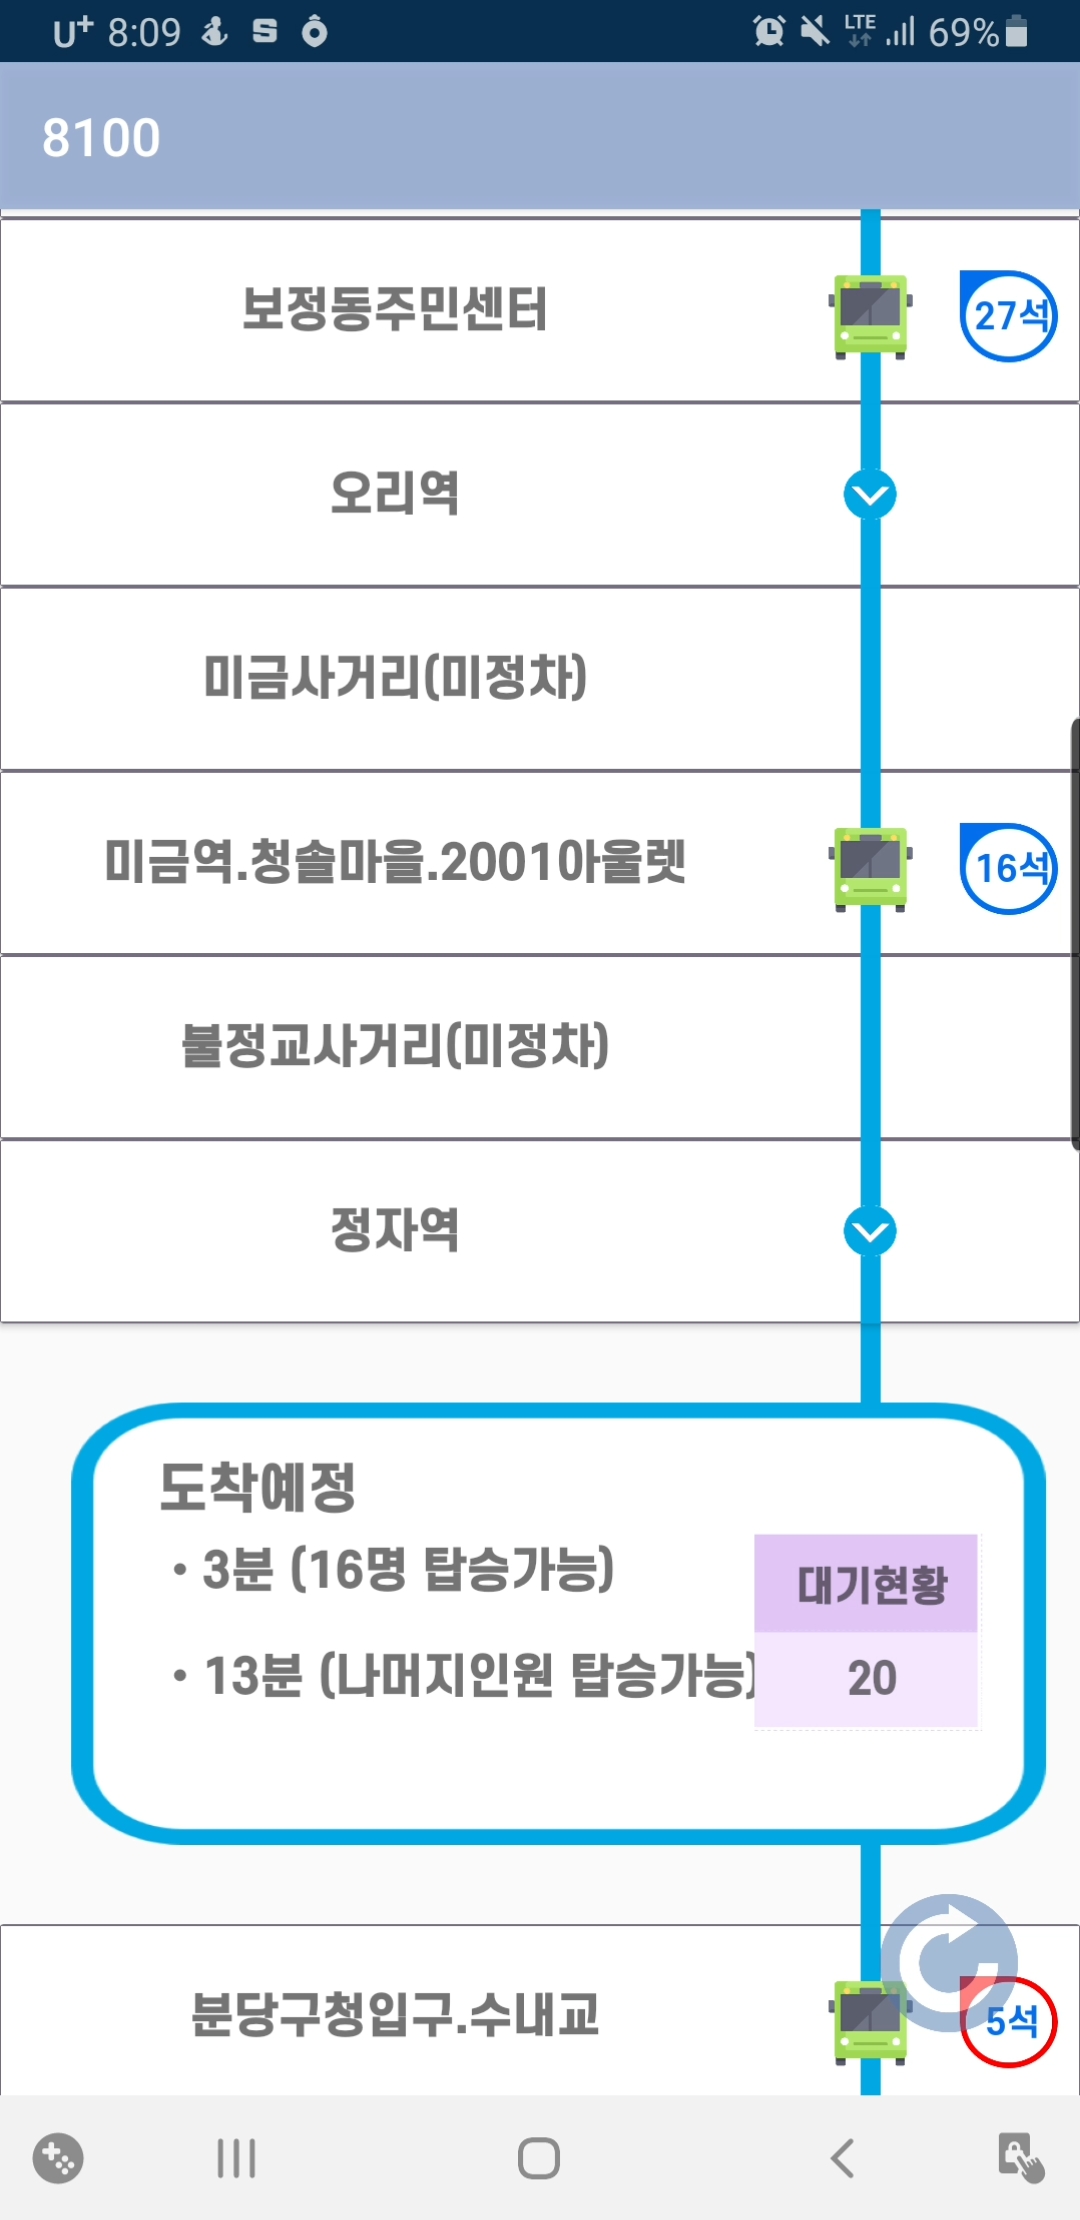 U+ 8:09 LTE 69%
8100
보정동주민센터 27석
오리역
미금사거리(미정차)
미금역.청솔마을.2001아울렛 16석
불정교사거리(미정차)
정자역
도착예정
• 3분 (16명 탑승가능)
대기현황
• 13분 (나머지인원 탑승가능)
20
분당구청입구.수내교 5석